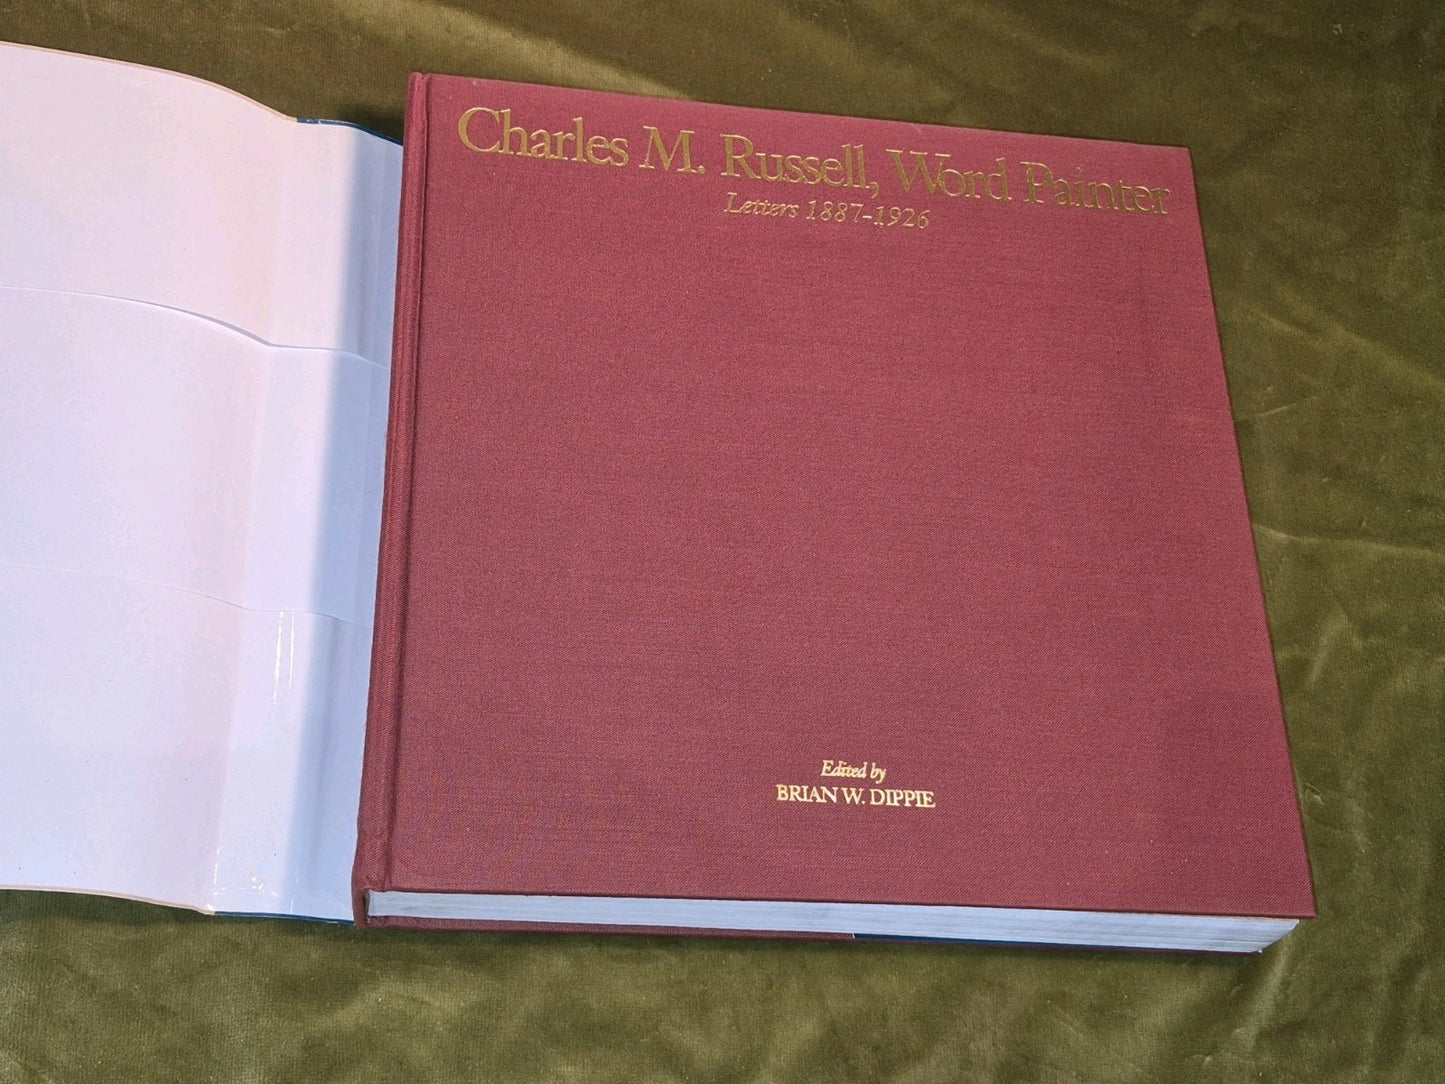 Charles M. Russell, Word Painter
Letters 1887-1926
Edited by
BRIAN W. DIPPIE